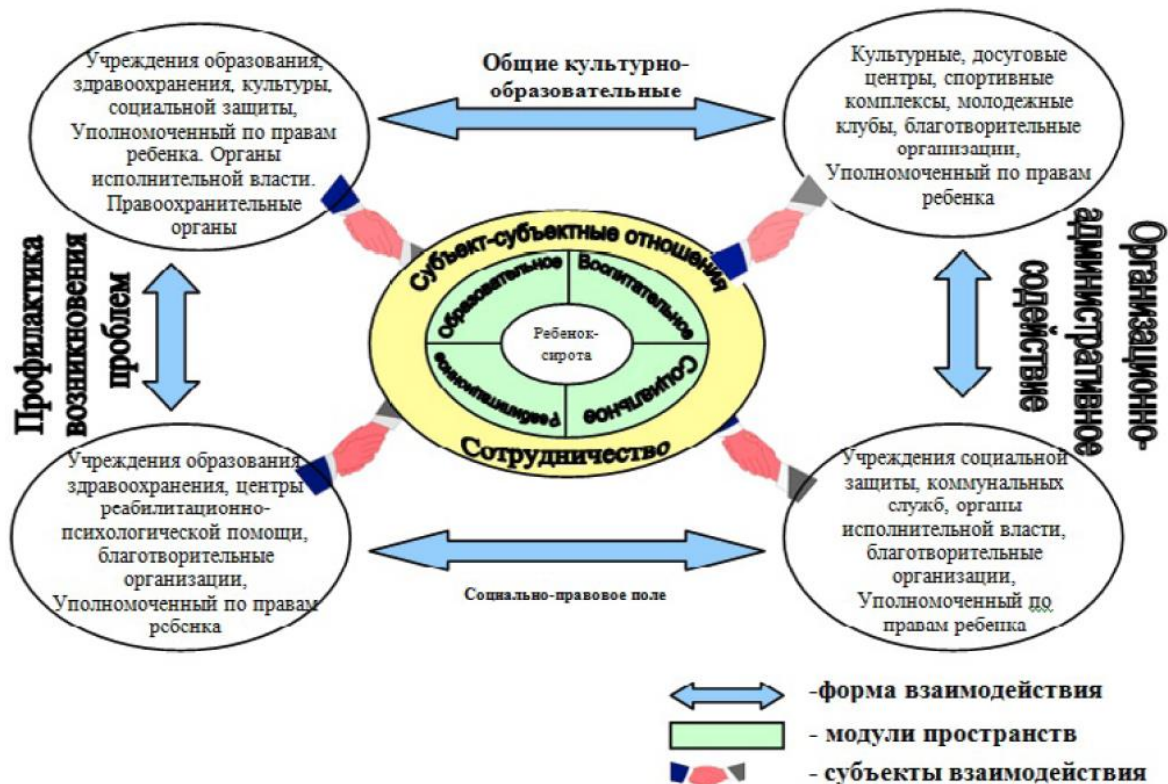 Учреждения образования,
здравоохранения, культуры,
социальной защиты,
Уполномоченный по правам
ребенка. Органы
исполнительной власти.
Правоохранительные
органы
Общие культурно-
образовательные
Культурные, досуговые
центры, спортивные
комплексы, молодежные
клубы, благотворительные
организации,
Уполномоченный по правам
ребенка
Профилактика
возникновения
проблем
Субъект-субъектные отношения
Образовательное
Воспитательное
Ребенок-
сирота
Реабилитационное
Социальное
Сотрудничество
Организационно-
административное
содействие
Учреждения образования
здравоохранения, центры
реабилитационно-
психологической помощи,
благотворительные
организации,
Уполномоченный по правам
ребенка
Социально-правовое поле
Учреждения социальной
защиты, коммунальных
служб, органы
исполнительной власти,
благотворительные
организации,
Уполномоченный по
правам ребенка
-форма взаимодействия
- модули пространств
- субъекты взаимодействия